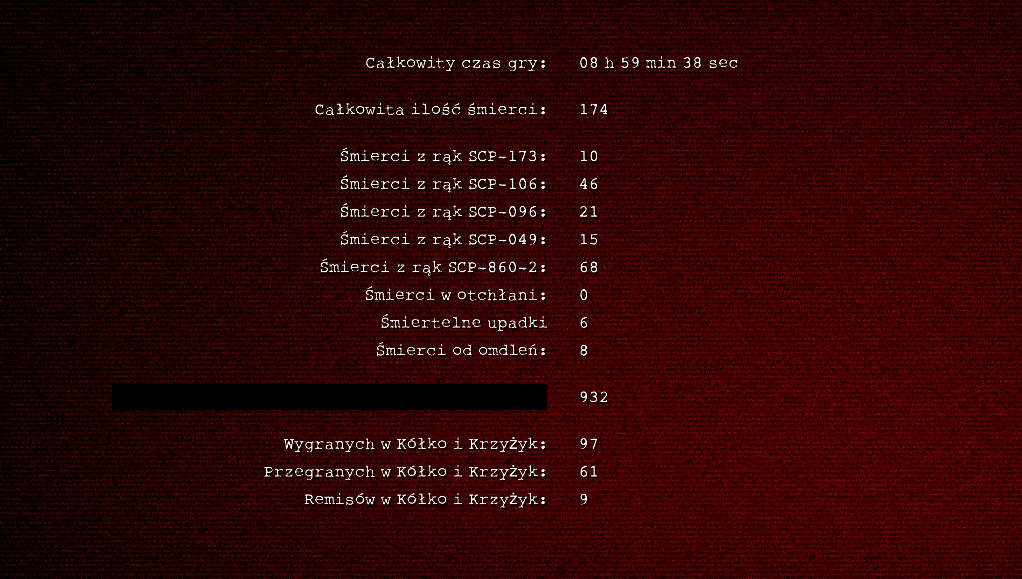 Całkowity czas gry: 08 h 59 min 38 sec
Całkowita ilość śmierci: 174
Śmierci z rąk SCP-173: 10
Śmierci z rąk SCP-106: 46
Śmierci z rąk SCP-096: 21
Śmierci z rąk SCP-049: 15
Śmierci z rąk SCP-860-2: 68
Śmierci w otchłani: 0
Śmiertelne upadki 6
Śmierci od omdleń: 8
932
Wygranych w Kółko i Krzyżyk: 97
Przegranych w Kółko i Krzyżyk: 61
Remisów w Kółko i Krzyżyk: 9